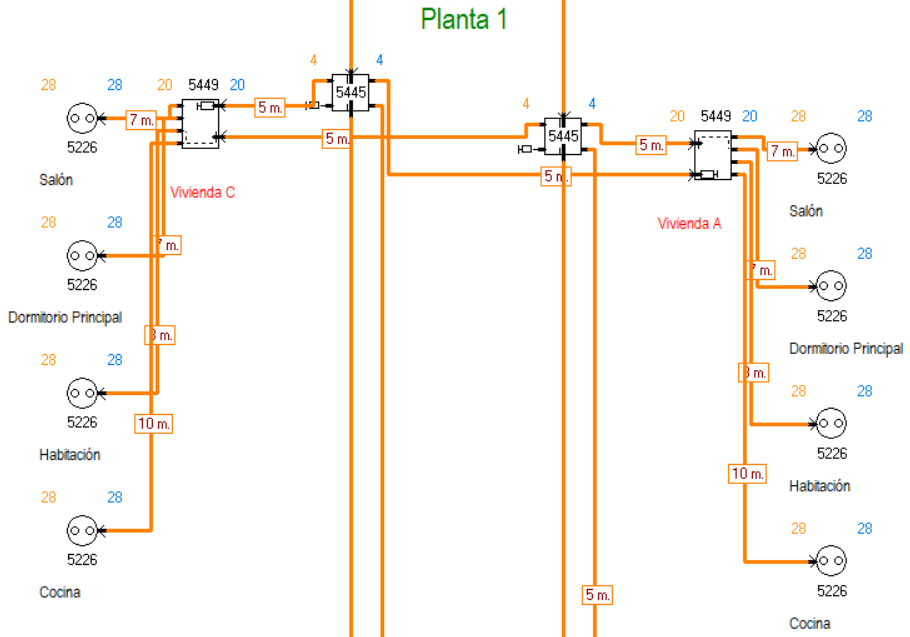 Planta 1
4 4
28 28 20 5449 20 5445
4 4
20 5449 20 28 28
5 m.
7 m.
5 m.
5445
5 m.
7 m.
5226
5226
5 m.
Salón
Vivienda C
Salón
28 28
Vivienda A
7 m.
28 28
5226
7 m.
5226
Dormitorio Principal
Dormitorio Principal
28 28
8 m.
8 m.
28 28
5226
10 m.
5226
Habitación
Habitación
28 28
10 m.
28 28
5226
5226
Cocina
5 m.
Cocina